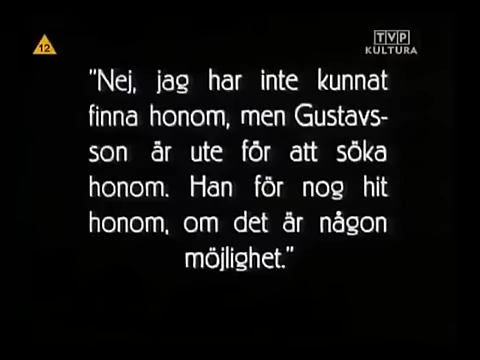 12
TVP
KULTURA
"Nej, jag har inte kunnat
finna honom, men Gustavs-
son är ute för att söka
honom. Han för nog hit
honom, om det är någon
möjlighet."